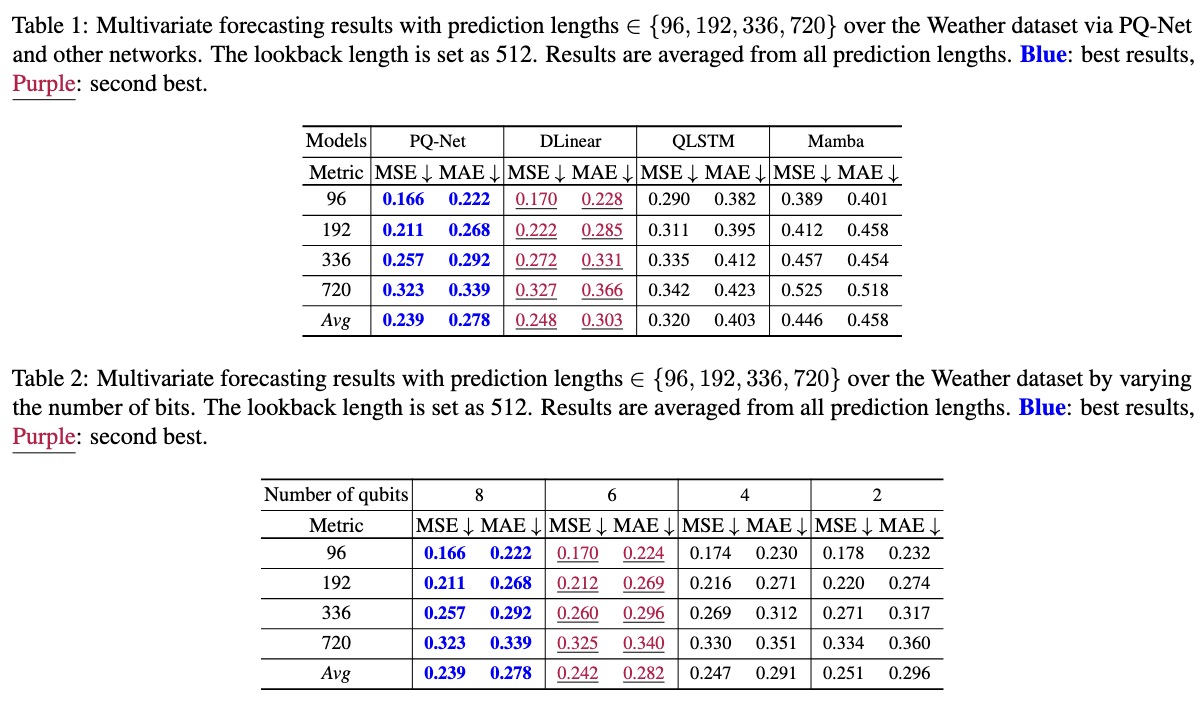 Table 1: Multivariate forecasting results with prediction lengths ∈ {96, 192, 336, 720} over the Weather dataset via PQ-Net
and other networks. The lookback length is set as 512. Results are averaged from all prediction lengths. Blue: best results,
Purple: second best.
Models PQ-Net DLinear QLSTM Mamba
Metric MSE ↓ MAE ↓ MSE ↓ MAE ↓ MSE ↓ MAE ↓ MSE ↓ MAE ↓
96 0.166 0.222 0.170 0.228 0.290 0.382 0.389 0.401
192 0.211 0.268 0.222 0.285 0.311 0.395 0.412 0.458
336 0.257 0.292 0.272 0.331 0.335 0.412 0.457 0.454
720 0.323 0.339 0.327 0.366 0.342 0.423 0.525 0.518
Avg 0.239 0.278 0.248 0.303 0.320 0.403 0.446 0.458
Table 2: Multivariate forecasting results with prediction lengths ∈ {96, 192, 336, 720} over the Weather dataset by varying
the number of bits. The lookback length is set as 512. Results are averaged from all prediction lengths. Blue: best results,
Purple: second best.
Number of qubits 8 6 4 2
Metric MSE ↓ MAE ↓ MSE ↓ MAE ↓ MSE ↓ MAE ↓ MSE ↓ MAE ↓
96 0.166 0.222 0.170 0.224 0.174 0.230 0.178 0.232
192 0.211 0.268 0.212 0.269 0.216 0.271 0.220 0.274
336 0.257 0.292 0.260 0.296 0.269 0.312 0.271 0.317
720 0.323 0.339 0.325 0.340 0.330 0.351 0.334 0.360
Avg 0.239 0.278 0.242 0.282 0.247 0.291 0.251 0.296